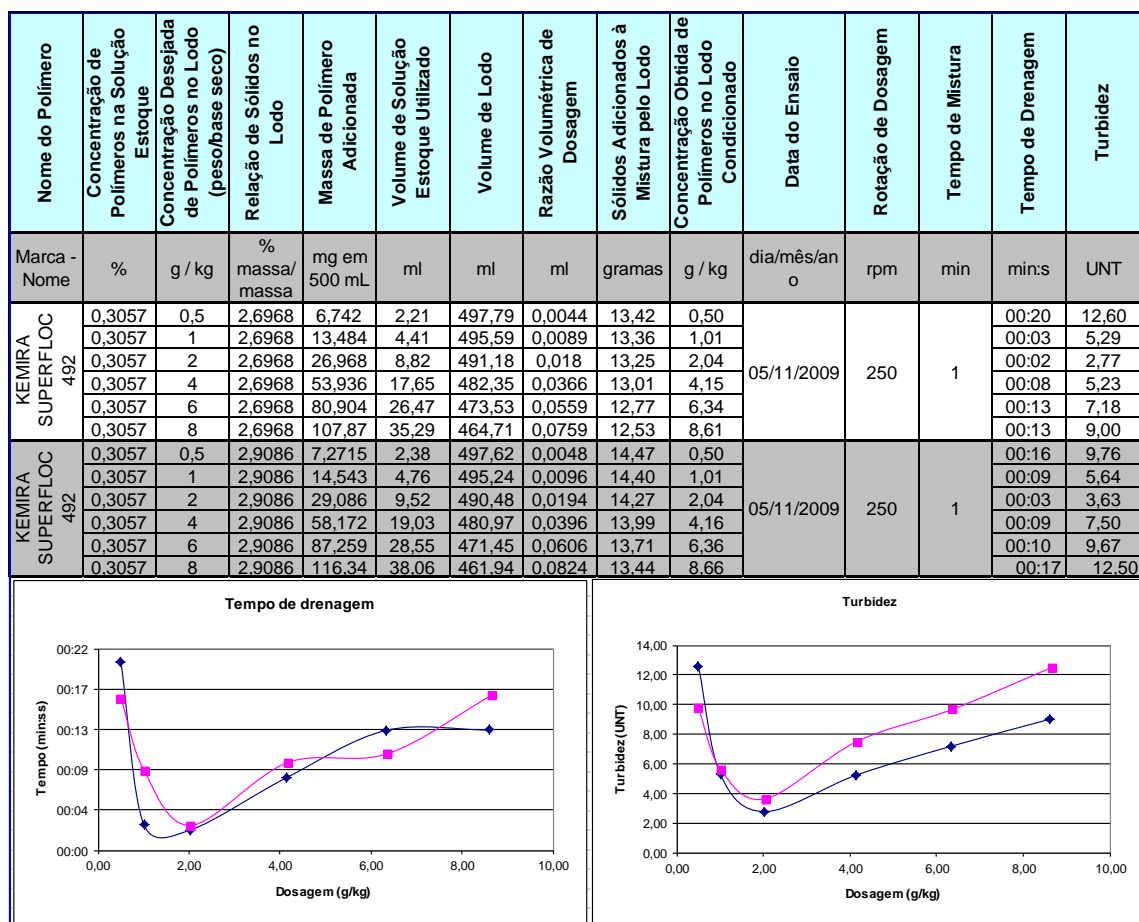 Nome do Polímero
Concentração de
Polímeros na Solução
Estoque
Concentração Desejada
de Polímeros no Lodo
(peso/base seco)
Relação de Sólidos no
Lodo
Massa de Polímero
Adicionada
Volume de Solução
Estoque Utilizado
Volume de Lodo
Razão Volumétrica de
Dosagem
Sólidos Adicionados à
Mistura pelo Lodo
Concentração Obtida de
Polímeros no Lodo
Condicionado
Data do Ensaio
Rotação de Dosagem
Tempo de Mistura
Tempo de Drenagem
Turbidez
Marca -
Nome
%
g / kg
%
massa/
massa
mg em
500 mL
ml
ml
ml
gramas
g / kg
dia/mês/an
o
rpm
min
min:s
UNT
KEMIRA
SUPERFLOC
492
0,3057 0,5 2,6968 6,742 2,21 497,79 0,0044 13,42 0,50 00:20 12,60
0,3057 1 2,6968 13,484 4,41 495,59 0,0089 13,36 1,01 00:03 5,29
0,3057 2 2,6968 26,968 8,82 491,18 0,018 13,25 2,04 00:02 2,77
05/11/2009 250 1
0,3057 4 2,6968 53,936 17,65 482,35 0,0366 13,01 4,15 00:08 5,23
0,3057 6 2,6968 80,904 26,47 473,53 0,0559 12,77 6,34 00:13 7,18
0,3057 8 2,6968 107,87 35,29 464,71 0,0759 12,53 8,61 00:13 9,00
KEMIRA
SUPERFLOC
492
0,3057 0,5 2,9086 7,2715 2,38 497,62 0,0048 14,47 0,50 00:16 9,76
0,3057 1 2,9086 14,543 4,76 495,24 0,0096 14,40 1,01 00:09 5,64
0,3057 2 2,9086 29,086 9,52 490,48 0,0194 14,27 2,04 00:03 3,63
05/11/2009 250 1
0,3057 4 2,9086 58,172 19,03 480,97 0,0396 13,99 4,16 00:09 7,50
0,3057 6 2,9086 87,259 28,55 471,45 0,0606 13,71 6,36 00:10 9,67
0,3057 8 2,9086 116,34 38,06 461,94 0,0824 13,44 8,66 00:17 12,50
Tempo de drenagem
Tempo (min:ss)
00:22
00:17
00:13
00:09
00:04
00:00
0,00 2,00 4,00 6,00 8,00 10,00
Dosagem (g/kg)
Turbidez
Turbidez (UNT)
14,00
12,00
10,00
8,00
6,00
4,00
2,00
0,00
0,00 2,00 4,00 6,00 8,00 10,00
Dosagem (g/kg)